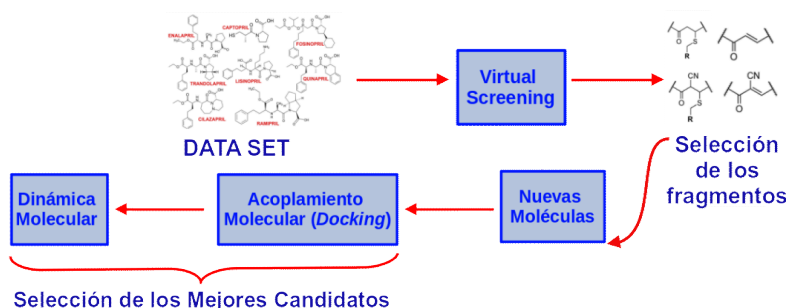 ENALAPRIL
CAPTOPRIL
FOSINOPRIL
TRANDOLAPRIL
LISINOPRIL
QUINAPRIL
CILAZAPRIL
RAMIPRIL
DATA SET
Virtual
Screening
CN
CN
R
R
Selección
de los
fragmentos
Dinámica
Molecular
Acoplamiento
Molecular (Docking)
Nuevas
Moléculas
Selección de los Mejores Candidatos